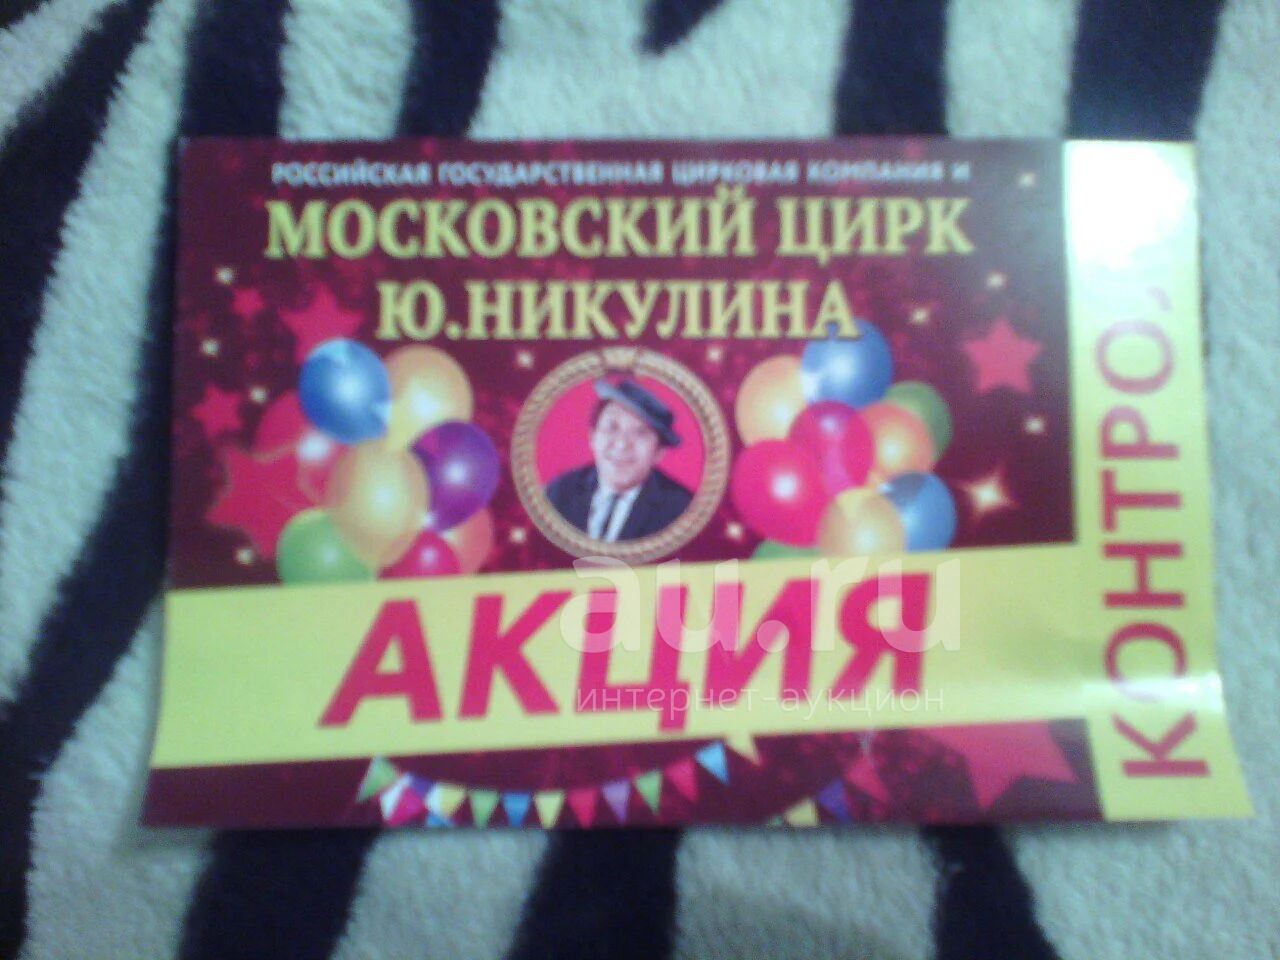 РОССИЙСКАЯ ГОСУДАРСТВЕННАЯ ЦИРКОВАЯ КОМПАНИЯ И
МОСКОВСКИЙ ЦИРК
Ю.НИКУЛИНА
АКЦИЯ
КОНТРО
au.ru
интернет-аукцион